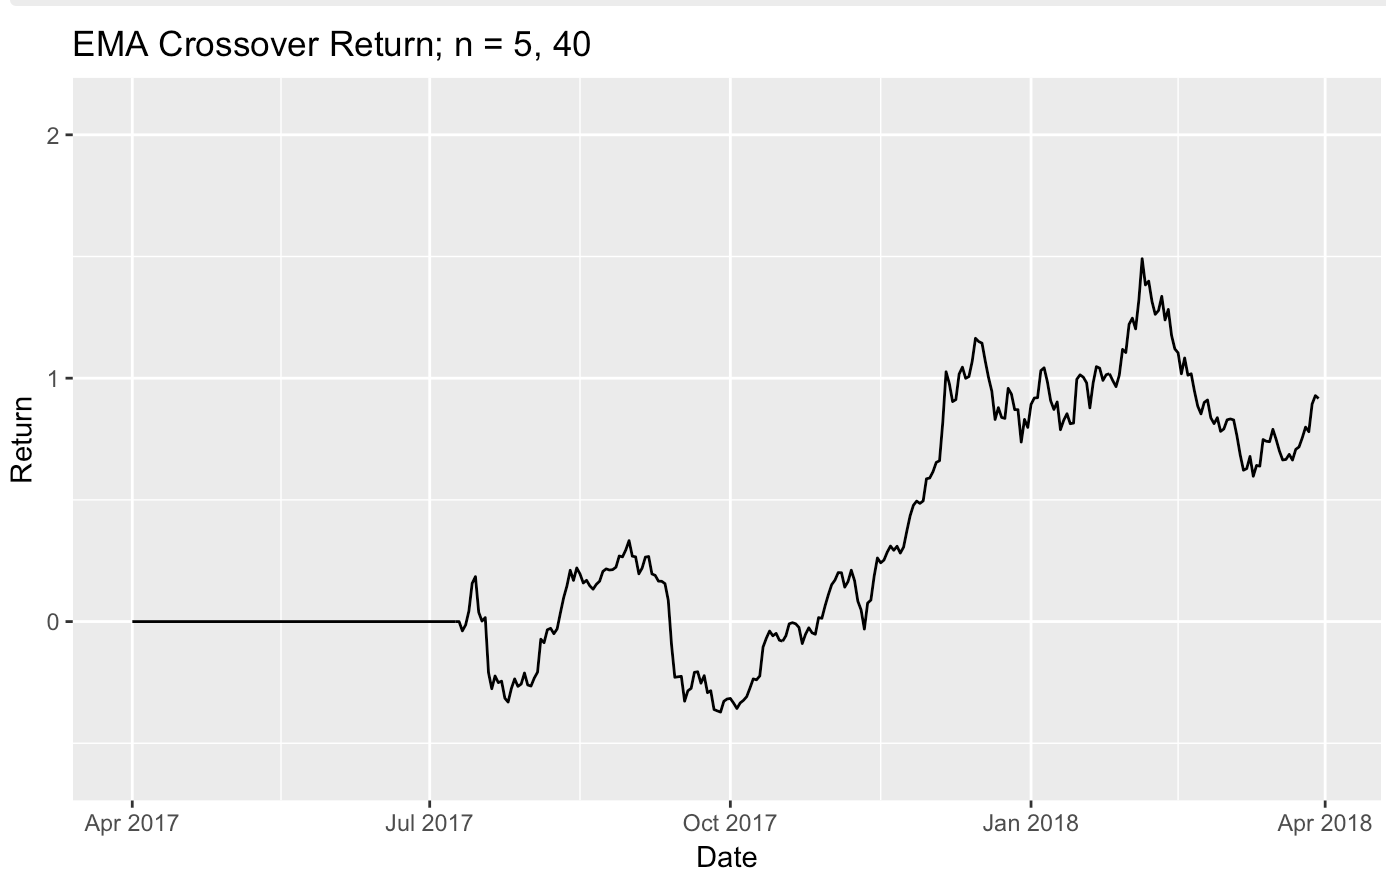 EMA Crossover Return; n = 5, 40
2
1
0
Return
Apr 2017 Jul 2017 Oct 2017 Jan 2018 Apr 2018
Date